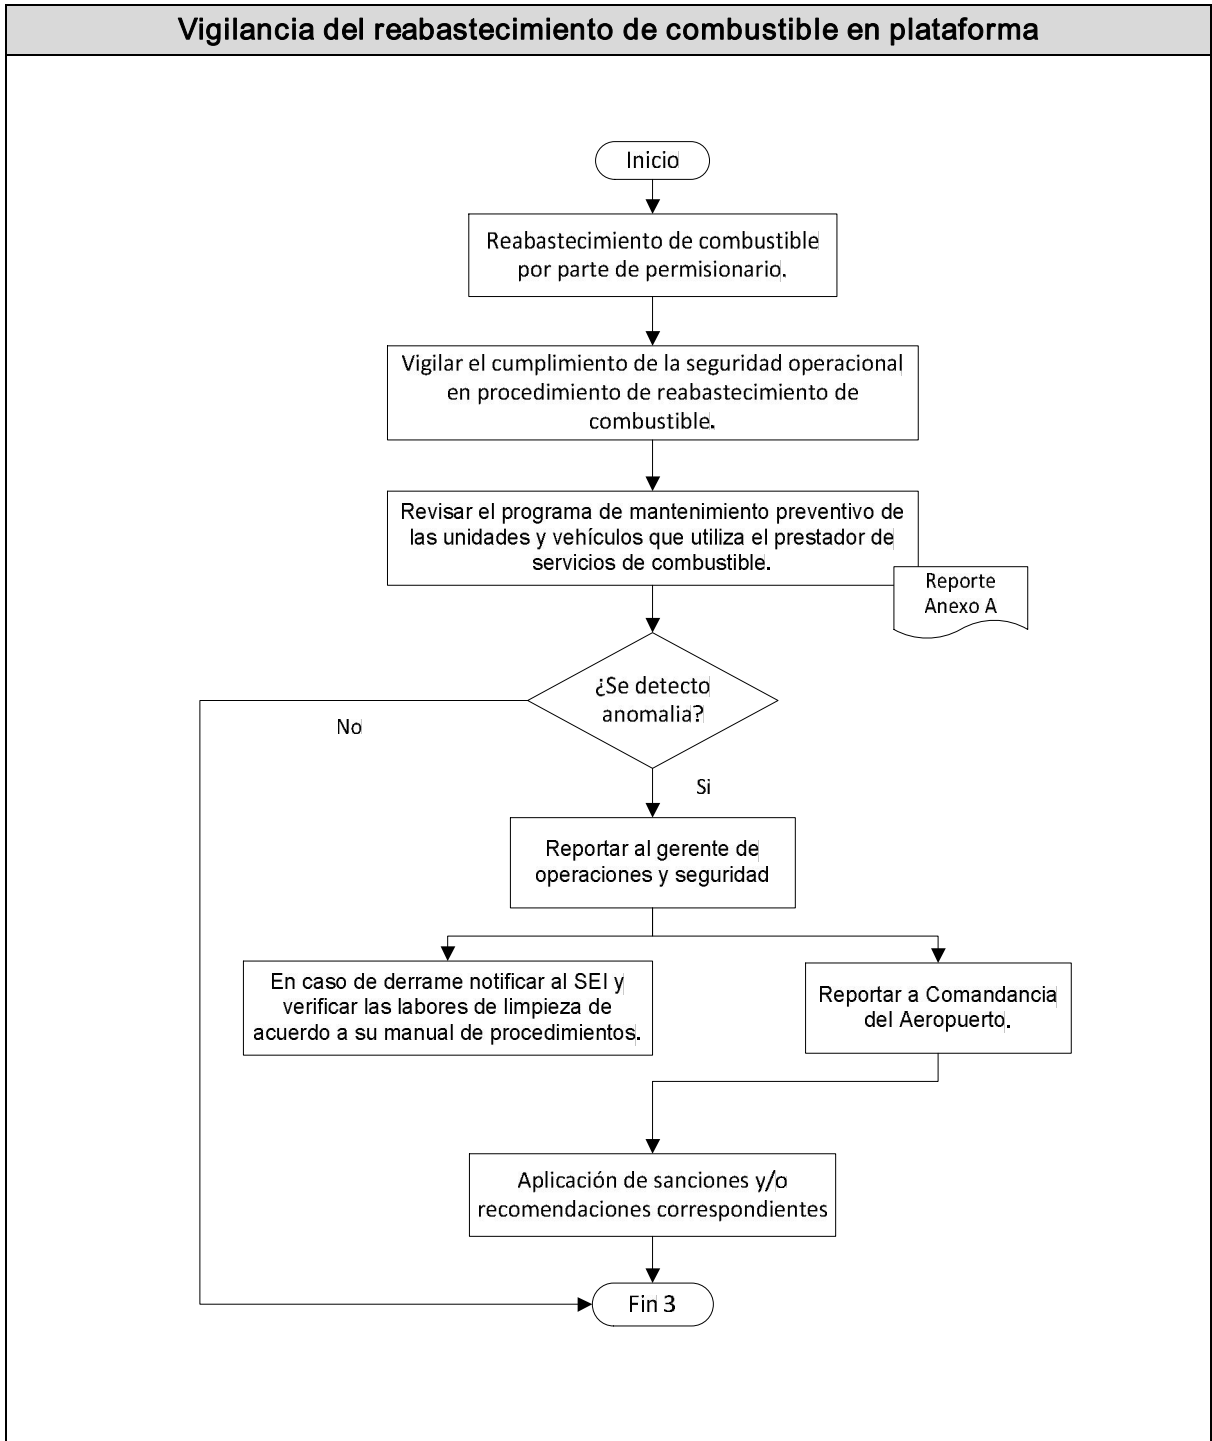 Vigilancia del reabastecimiento de combustible en plataforma
Inicio
Reabastecimiento de combustible
por parte de permisionario.
Vigilar el cumplimiento de la seguridad operacional
en procedimiento de reabastecimiento de
combustible.
Revisar el programa de mantenimiento preventivo de
las unidades y vehículos que utiliza el prestador de
servicios de combustible.
Reporte
Anexo A
¿Se detecto
anomalia?
No
Si
Reportar al gerente de
operaciones y seguridad
En caso de derrame notificar al SEI y
verificar las labores de limpieza de
acuerdo a su manual de procedimientos.
Reportar a Comandancia
del Aeropuerto.
Aplicación de sanciones y/o
recomendaciones correspondientes
Fin 3